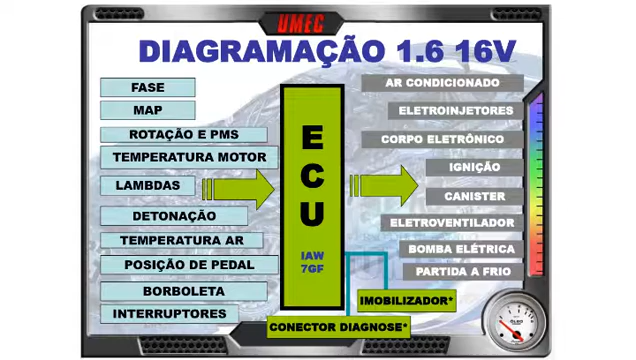 UMEC
DIAGRAMAÇÃO 1.6 16V
FASE
MAP
ROTAÇÃO E PMS
TEMPERATURA MOTOR
LAMBDAS
DETONAÇÃO
TEMPERATURA AR
POSIÇÃO DE PEDAL
BORBOLETA
INTERRUPTORES
E
C
U
IAW
7GF
AR CONDICIONADO
ELETROINJETORES
CORPO ELETRÔNICO
IGNIÇÃO
CANISTER
ELETROVENTILADOR
BOMBA ELÉTRICA
PARTIDA A FRIO
IMOBILIZADOR*
CONECTOR DIAGNOSE*